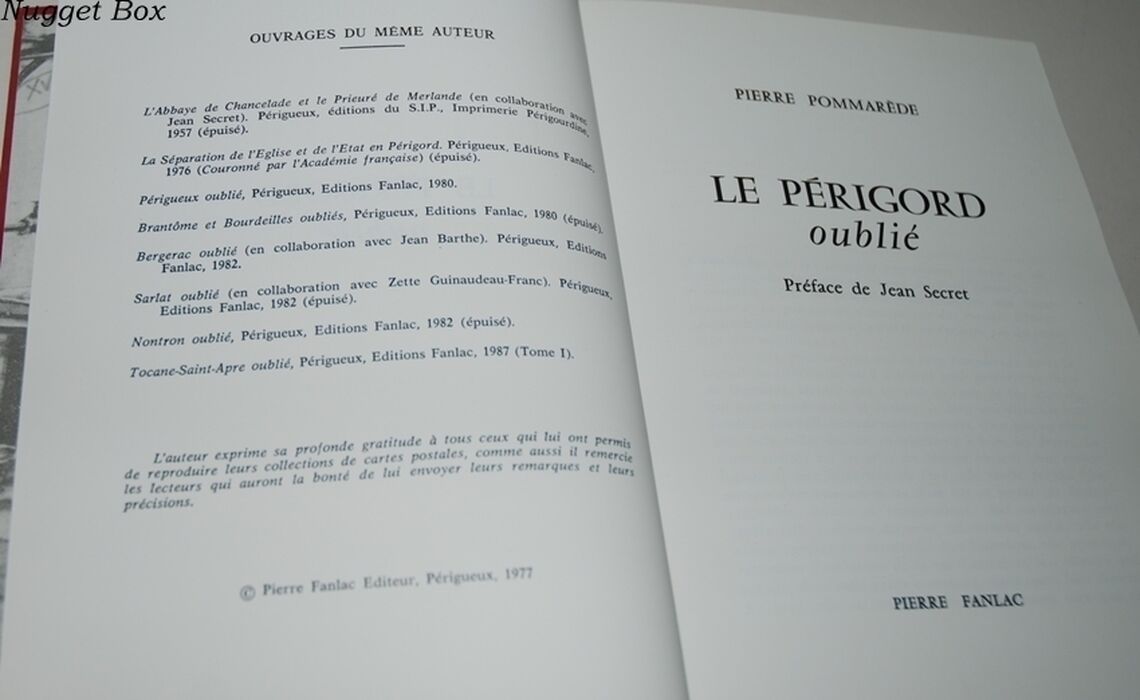 Nugget Box
OUVRAGES DU MÊME AUTEUR
L'Abbaye de Chancelade et le Prieuré de Merlande (en collaboration avec
Jean Secret). Périgueux, éditions du S.I.P., Imprimerie Périgourdine,
1957 (épuisé).
La Séparation de l'Eglise et de l'Etat en Périgord. Périgueux, Editions Fanlac,
1976 (Couronné par l'Académie française) (épuisé).
Périgueux oublié, Périgueux, Editions Fanlac, 1980.
Brantôme et Bourdeilles oubliés, Périgueux, Editions Fanlac, 1980 (épuisé).
Bergerac oublié (en collaboration avec Jean Barthe). Périgueux, Editions
Fanlac, 1982.
Sarlat oublié (en collaboration avec Zette Guinaudeau-Franc). Périgueux,
Editions Fanlac, 1982 (épuisé).
Nontron oublié, Périgueux, Editions Fanlac, 1982 (épuisé).
Tocane-Saint-Apre oublié, Périgueux, Editions Fanlac, 1987 (Tome I).
L'auteur exprime sa profonde gratitude à tous ceux qui lui ont permis
de reproduire leurs collections de cartes postales, comme aussi il remercie
les lecteurs qui auront la bonté de lui envoyer leurs remarques et leurs
précisions.
© Pierre Fanlac Editeur, Périgueux, 1977
PIERRE POMMARÈDE
LE PÉRIGORD
oublié
Préface de Jean Secret
PIERRE FANLAC